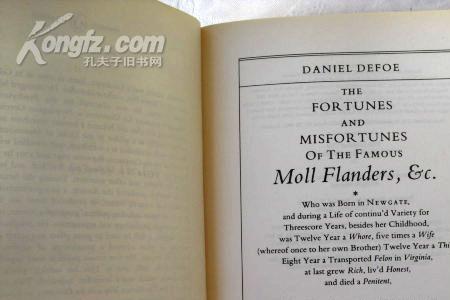 Kongfz.com
孔夫子旧书网
DANIEL DEFOE
THE
FORTUNES
AND
MISFORTUNES
OF THE FAMOUS
Moll Flanders, &c.
*
Who was Born in NEWGATE,
and during a Life of continu'd Variety for
Threescore Years, besides her Childhood,
was Twelve Year a Whore, five times a Wife
(whereof once to her own Brother) Twelve Year a
Eight Year a Transported Felon in Virginia,
at last grew Rich, liv'd Honest,
and died a Penitent,